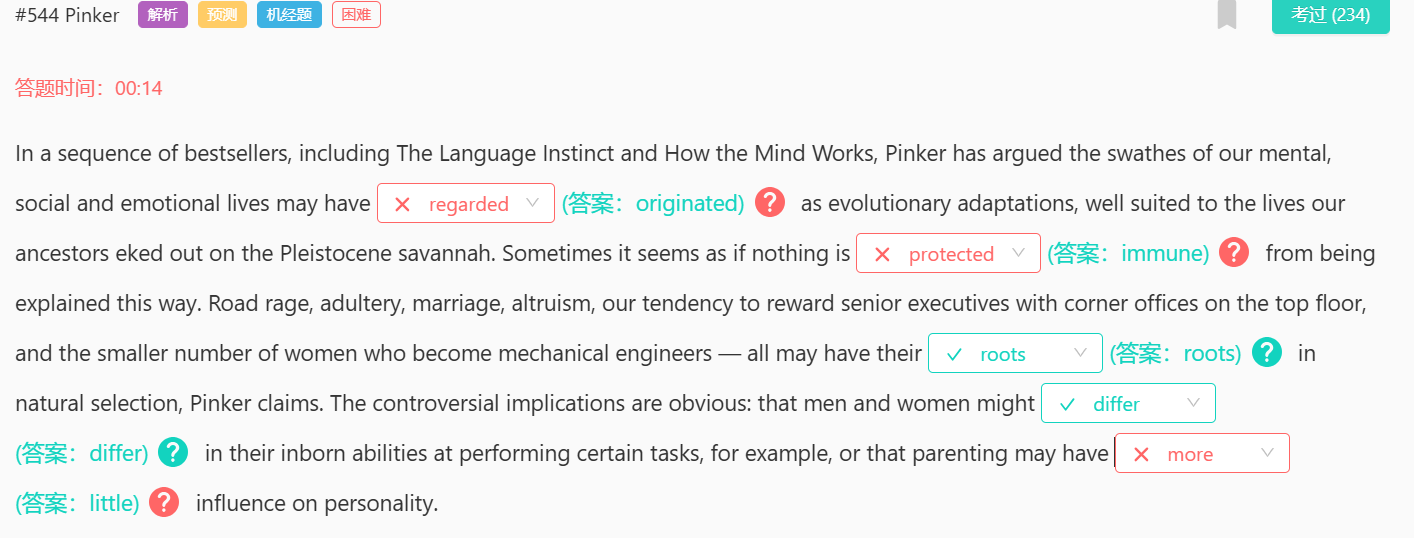 #544 Pinker 解析 预测 机经题 困难 考过 (234)
答题时间：00:14
In a sequence of bestsellers, including The Language Instinct and How the Mind Works, Pinker has argued the swathes of our mental,
social and emotional lives may have regarded (答案：originated) ? as evolutionary adaptations, well suited to the lives our
ancestors eked out on the Pleistocene savannah. Sometimes it seems as if nothing is protected (答案：immune) ? from being
explained this way. Road rage, adultery, marriage, altruism, our tendency to reward senior executives with corner offices on the top floor,
and the smaller number of women who become mechanical engineers — all may have their roots (答案：roots) ? in
natural selection, Pinker claims. The controversial implications are obvious: that men and women might differ
(答案：differ) ? in their inborn abilities at performing certain tasks, for example, or that parenting may have more
(答案：little) ? influence on personality.